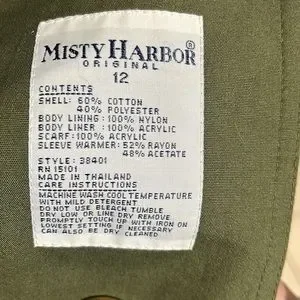 MISTY HARBOR®
ORIGINAL
12
CONTENTS
SHELL: 60% COTTON
40% POLYESTER
BODY LINING: 100% NYLON
BODY LINER: 100% ACRYLIC
SCARF: 100% ACRYLIC
SLEEVE WARMER: 52% RAYON
48% ACETATE
STYLE: 38401
RN 15101
MADE IN THAILAND
CARE INSTRUCTIONS
MACHINE WASH COOL TEMPERATURE
WITH MILD DETERGENT
DO NOT USE BLEACH TUMBLE
DRY LOW OR LINE DRY REMOVE
PROMPTLY TOUCH UP WITH IRON ON
LOWEST SETTING IF NECESSARY
CAN ALSO BE DRY CLEANED